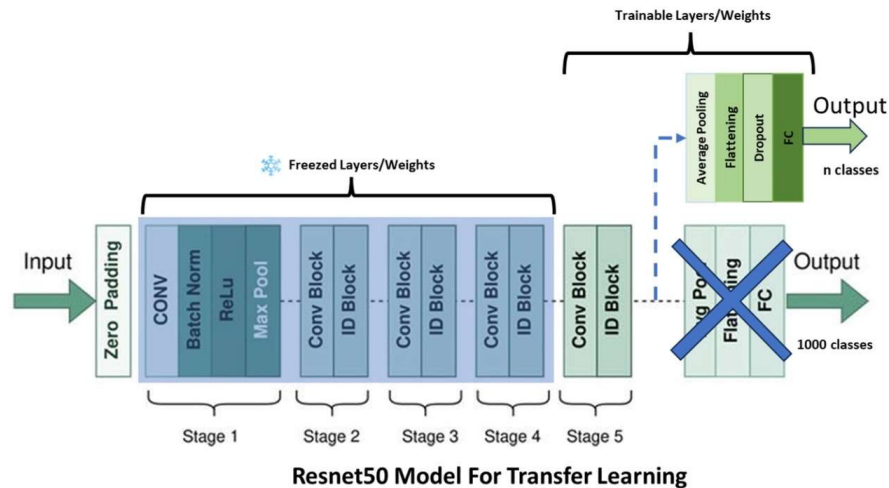 Trainable Layers/Weights
Average Pooling
Flattening
Dropout
FC
Output
n classes
Freezed Layers/Weights
Input
Zero Padding
CONV
Batch Norm
ReLu
Max Pool
Conv Block
ID Block
Conv Block
ID Block
Conv Block
ID Block
Conv Block
ID Block
Pool
FC
Output
1000 classes
Stage 1
Stage 2
Stage 3
Stage 4
Stage 5
Resnet50 Model For Transfer Learning